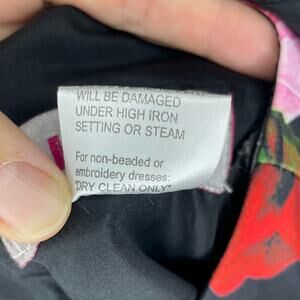 WILL BE DAMAGED
UNDER HIGH IRON
SETTING OR STEAM
For non-beaded or
embroidery dresses:
"DRY CLEAN ONLY"